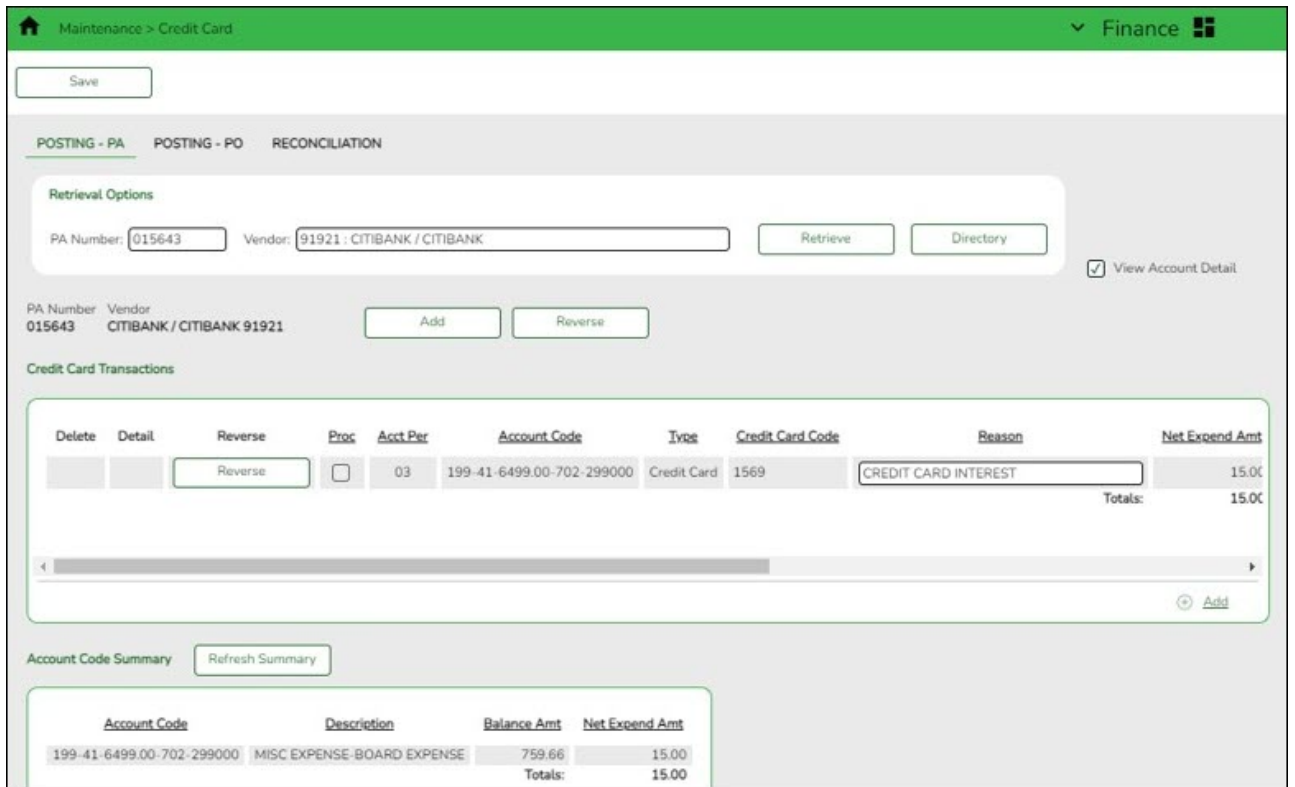 Maintenance > Credit Card Finance
Save
POSTING - PA POSTING - PO RECONCILIATION
Retrieval Options
PA Number: 015643 Vendor: 91921 : CITIBANK / CITIBANK Retrieve Directory
View Account Detail
PA Number Vendor
015643 CITIBANK / CITIBANK 91921 Add Reverse
Credit Card Transactions
Delete Detail Reverse Proc Acct Per Account Code Type Credit Card Code Reason Net Expend Amt
Reverse 03 199-41-6499.00-702-299000 Credit Card 1569 CREDIT CARD INTEREST 15.00
Totals: 15.00
Add
Account Code Summary Refresh Summary
Account Code Description Balance Amt Net Expend Amt
199-41-6499.00-702-299000 MISC EXPENSE-BOARD EXPENSE 759.66 15.00
Totals: 15.00